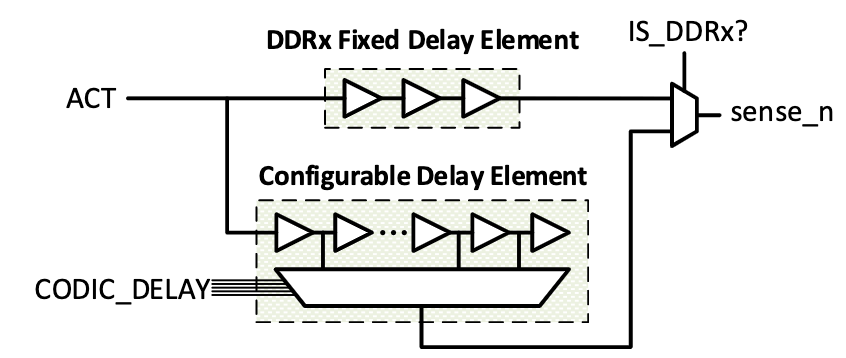 DDRx Fixed Delay Element
IS_DDRx?
ACT
sense_n
Configurable Delay Element
CODIC_DELAY